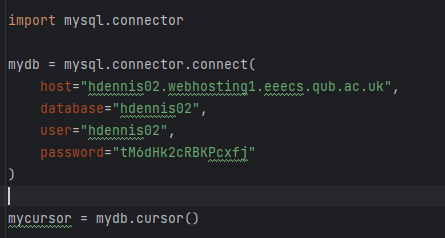 import mysql.connector
mydb = mysql.connector.connect(
host="hdennis02.webhosting1.eeecs.qub.ac.uk",
database="hdennis02",
user="hdennis02",
password="tM6dHk2cRBKPcxfj"
)
mycursor = mydb.cursor()